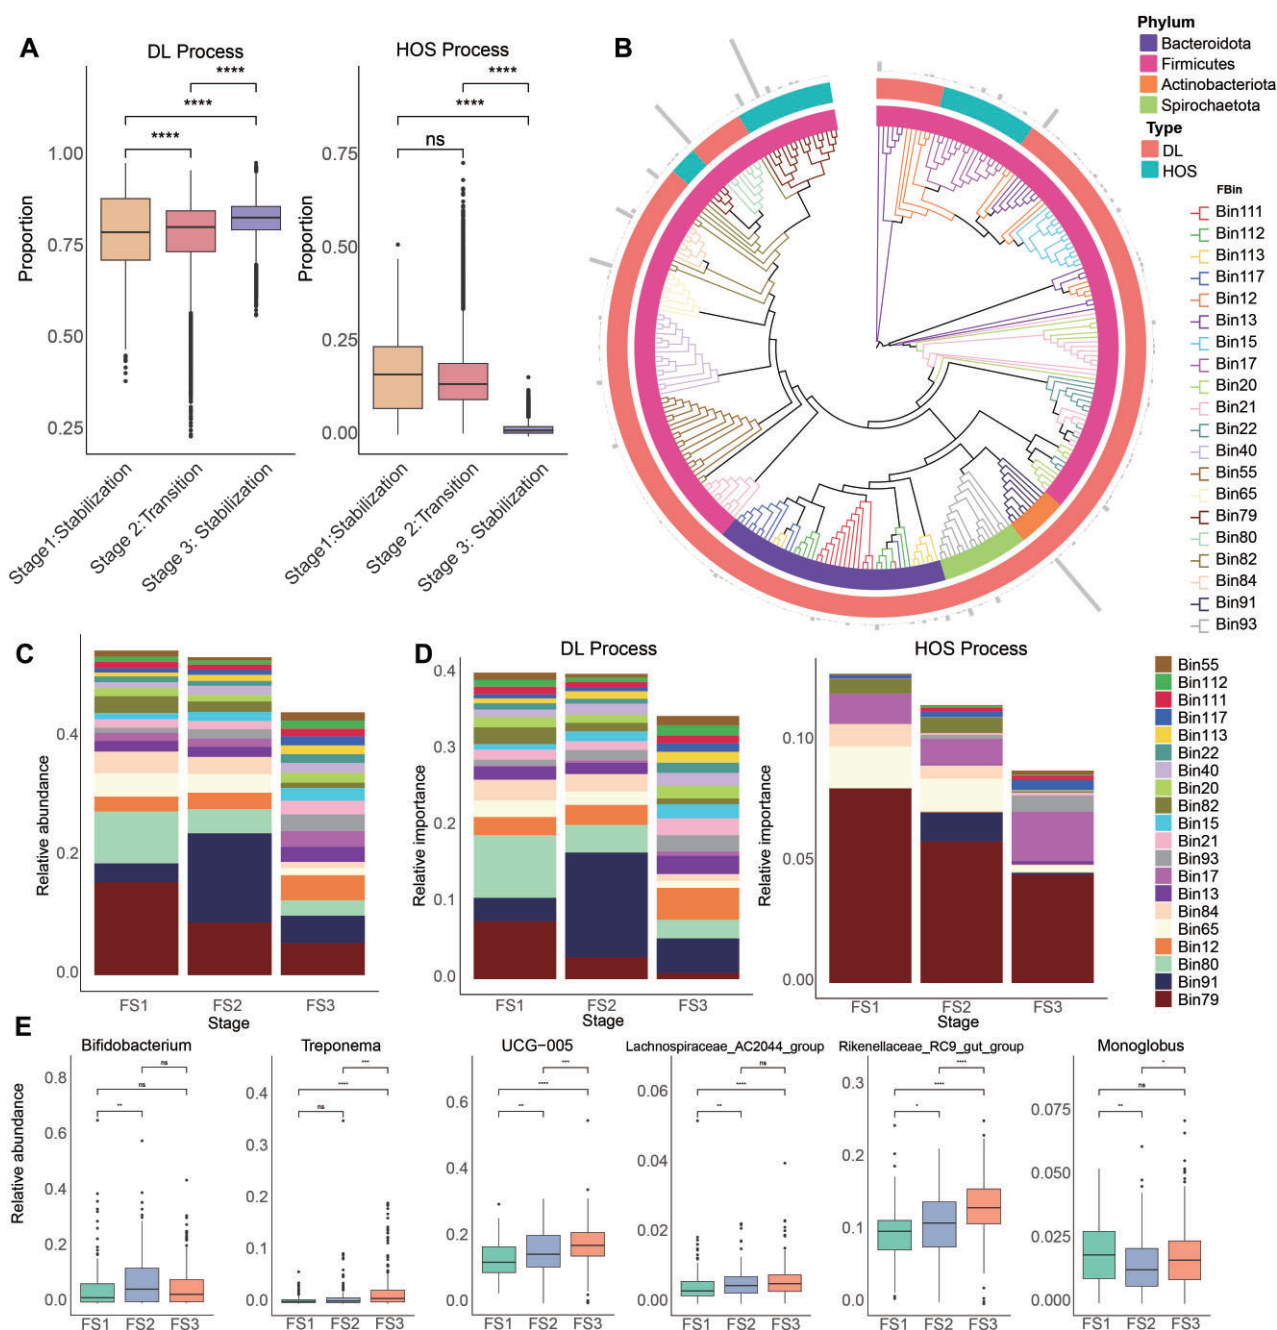 A
DL Process
HOS Process
****
****
****
****
****
ns
Proportion
1.00
0.75
0.50
0.25
Proportion
0.75
0.50
0.25
0.00
Stage1:Stabilization
Stage 2:Transition
Stage 3: Stabilization
Stage1:Stabilization
Stage 2:Transition
Stage 3: Stabilization
B
Phylum
Bacteroidota
Firmicutes
Actinobacteriota
Spirochaetota
Type
DL
HOS
FBin
Bin111
Bin112
Bin113
Bin117
Bin12
Bin13
Bin15
Bin17
Bin20
Bin21
Bin22
Bin40
Bin55
Bin65
Bin79
Bin80
Bin82
Bin84
Bin91
Bin93
C
Relative abundance
0.4
0.2
0.0
FS1
FS2
FS3
Stage
D
DL Process
HOS Process
Relative importance
0.4
0.3
0.2
0.1
0.0
FS1
FS2
FS3
Relative importance
0.10
0.05
0.00
FS1
FS2
FS3
Stage
Bin55
Bin112
Bin111
Bin117
Bin113
Bin22
Bin40
Bin20
Bin82
Bin15
Bin21
Bin93
Bin17
Bin13
Bin84
Bin65
Bin12
Bin80
Bin91
Bin79
E
Relative abundance
Bifidobacterium
ns
ns
**
0.8
0.6
0.4
0.2
0.0
FS1
FS2
FS3
Treponema
***
****
ns
0.4
0.3
0.2
0.1
0.0
FS1
FS2
FS3
UCG−005
***
****
**
0.6
0.4
0.2
0.0
FS1
FS2
FS3
Lachnospiraceae_AC2044_group
ns
****
**
0.06
0.04
0.02
0.00
FS1
FS2
FS3
Rikenellaceae_RC9_gut_group
****
****
*
0.3
0.2
0.1
0.0
FS1
FS2
FS3
Monoglobus
*
ns
**
0.075
0.050
0.025
0.000
FS1
FS2
FS3